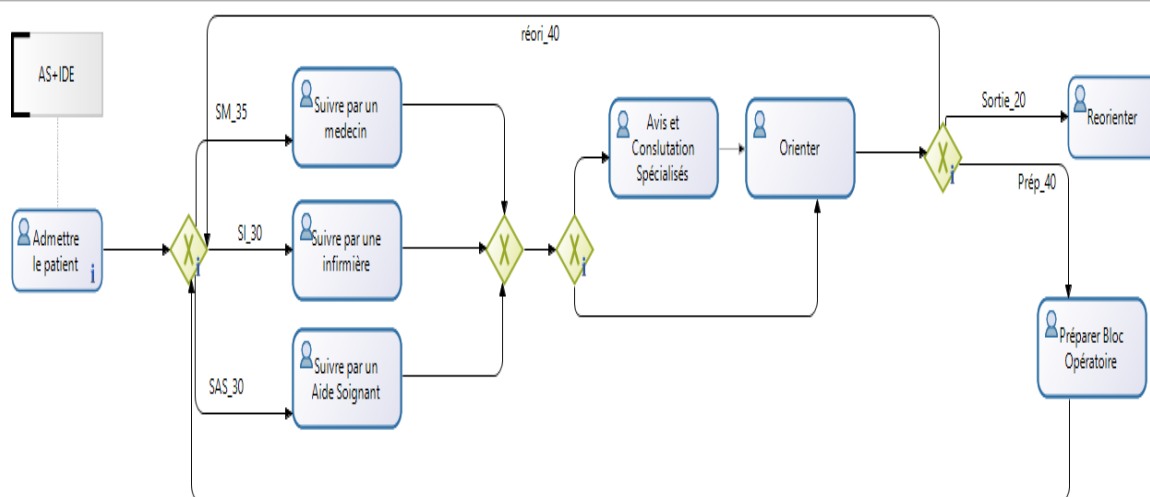 réori_40
AS+IDE
SM_35
Suivre par un
medecin
Avis et
Conslutation
Spécialisés
Orienter
Sortie_20
Reorienter
Prép_40
Admettre
le patient
SI_30
Suivre par une
infirmière
Suivre par un
Aide Soignant
SAS_30
Préparer Bloc
Opératoire